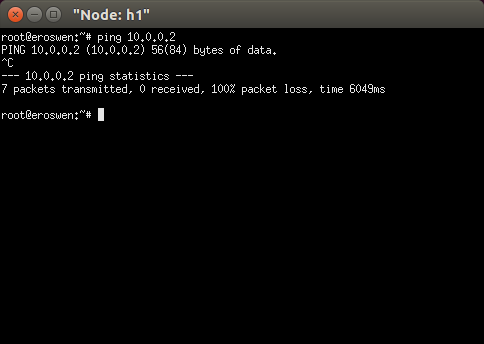 "Node: h1"
root@eroswen:~# ping 10.0.0.2
PING 10.0.0.2 (10.0.0.2) 56(84) bytes of data.
^C
--- 10.0.0.2 ping statistics ---
7 packets transmitted, 0 received, 100% packet loss, time 6049ms
root@eroswen:~#